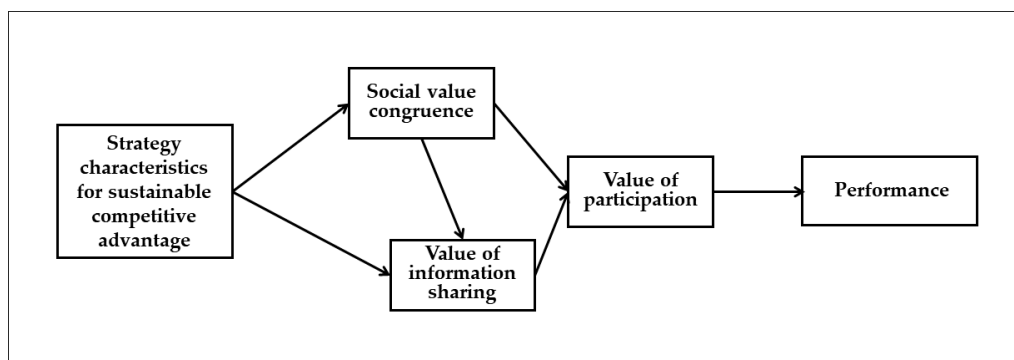 Strategy
characteristics
for sustainable
competitive
advantage
Social value
congruence
Value of
information
sharing
Value of
participation
Performance